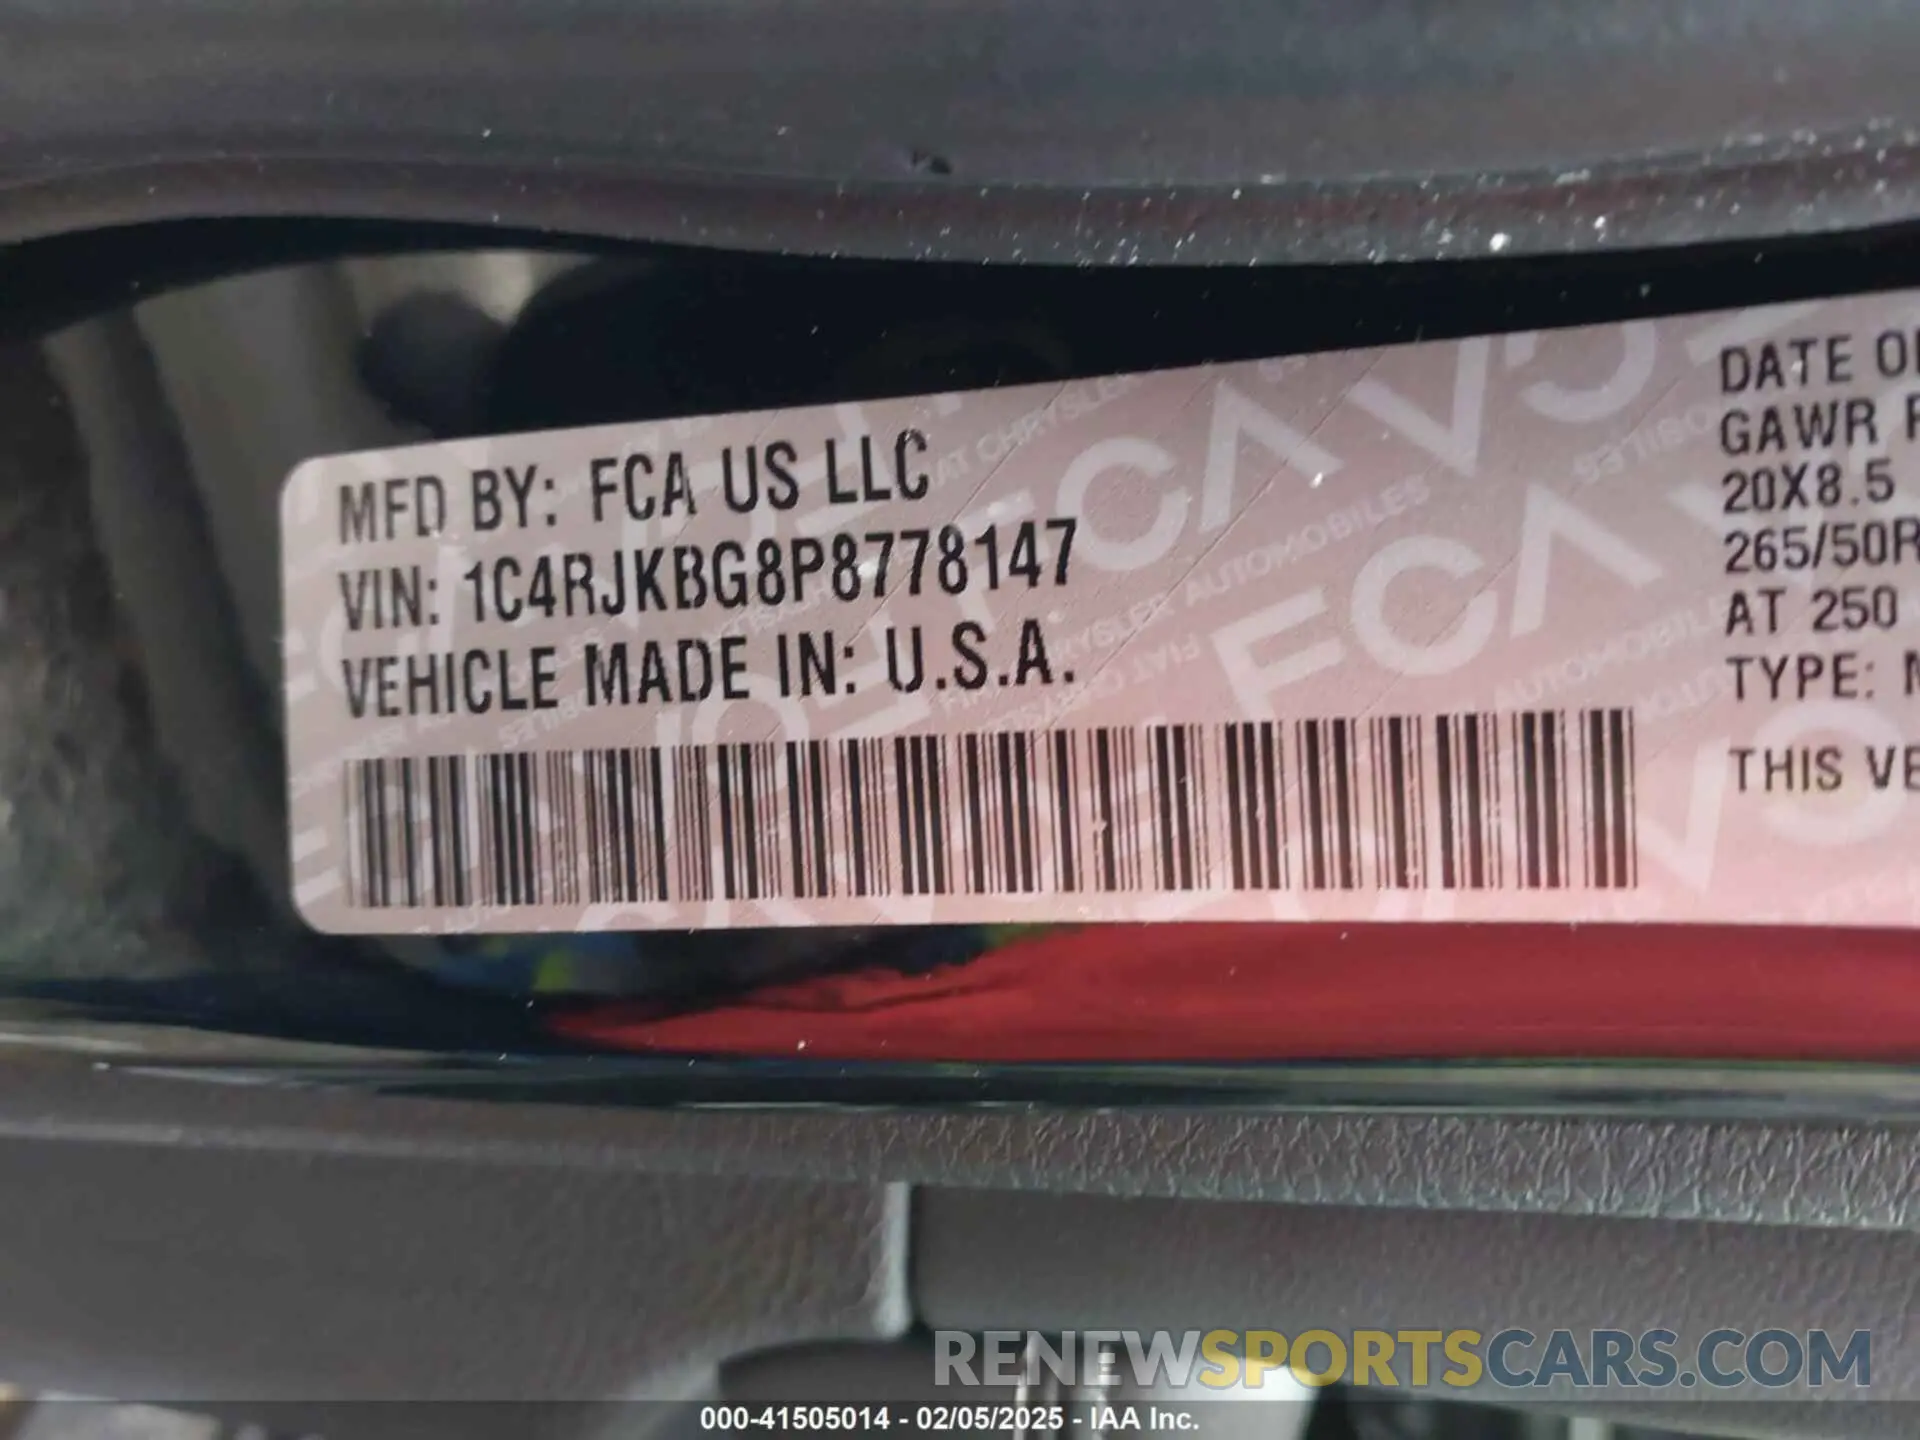 MFD BY: FCA US LLC
VIN: 1C4RJKBG8P8778147
VEHICLE MADE IN: U.S.A.
DATE
GAWR
20X8.5
265/50R
AT 250
TYPE:
THIS
RENEWSPORTSCARS.COM
000-41505014 - 02/05/2025 - IAA Inc.